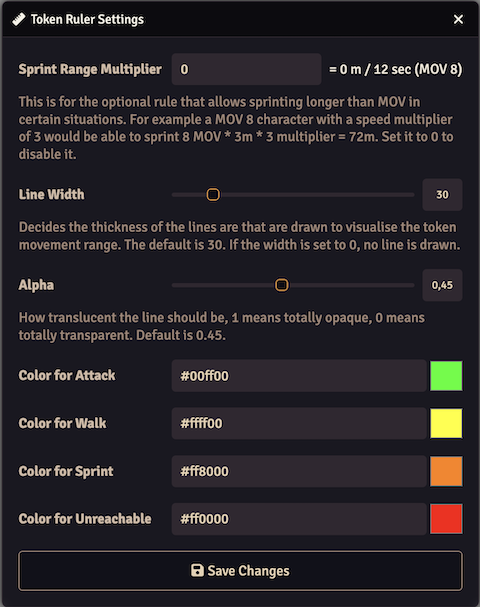 Token Ruler Settings
Sprint Range Multiplier 0 = 0 m / 12 sec (MOV 8)
This is for the optional rule that allows sprinting longer than MOV in
certain situations. For example a MOV 8 character with a speed multiplier
of 3 would be able to sprint 8 MOV * 3m * 3 multiplier = 72m. Set it to 0 to
disable it.
Line Width 30
Decides the thickness of the lines are that are drawn to visualise the token
movement range. The default is 30. If the width is set to 0, no line is drawn.
Alpha 0,45
How translucent the line should be, 1 means totally opaque, 0 means
totally transparent. Default is 0.45.
Color for Attack #00ff00
Color for Walk #ffff00
Color for Sprint #ff8000
Color for Unreachable #ff0000
Save Changes